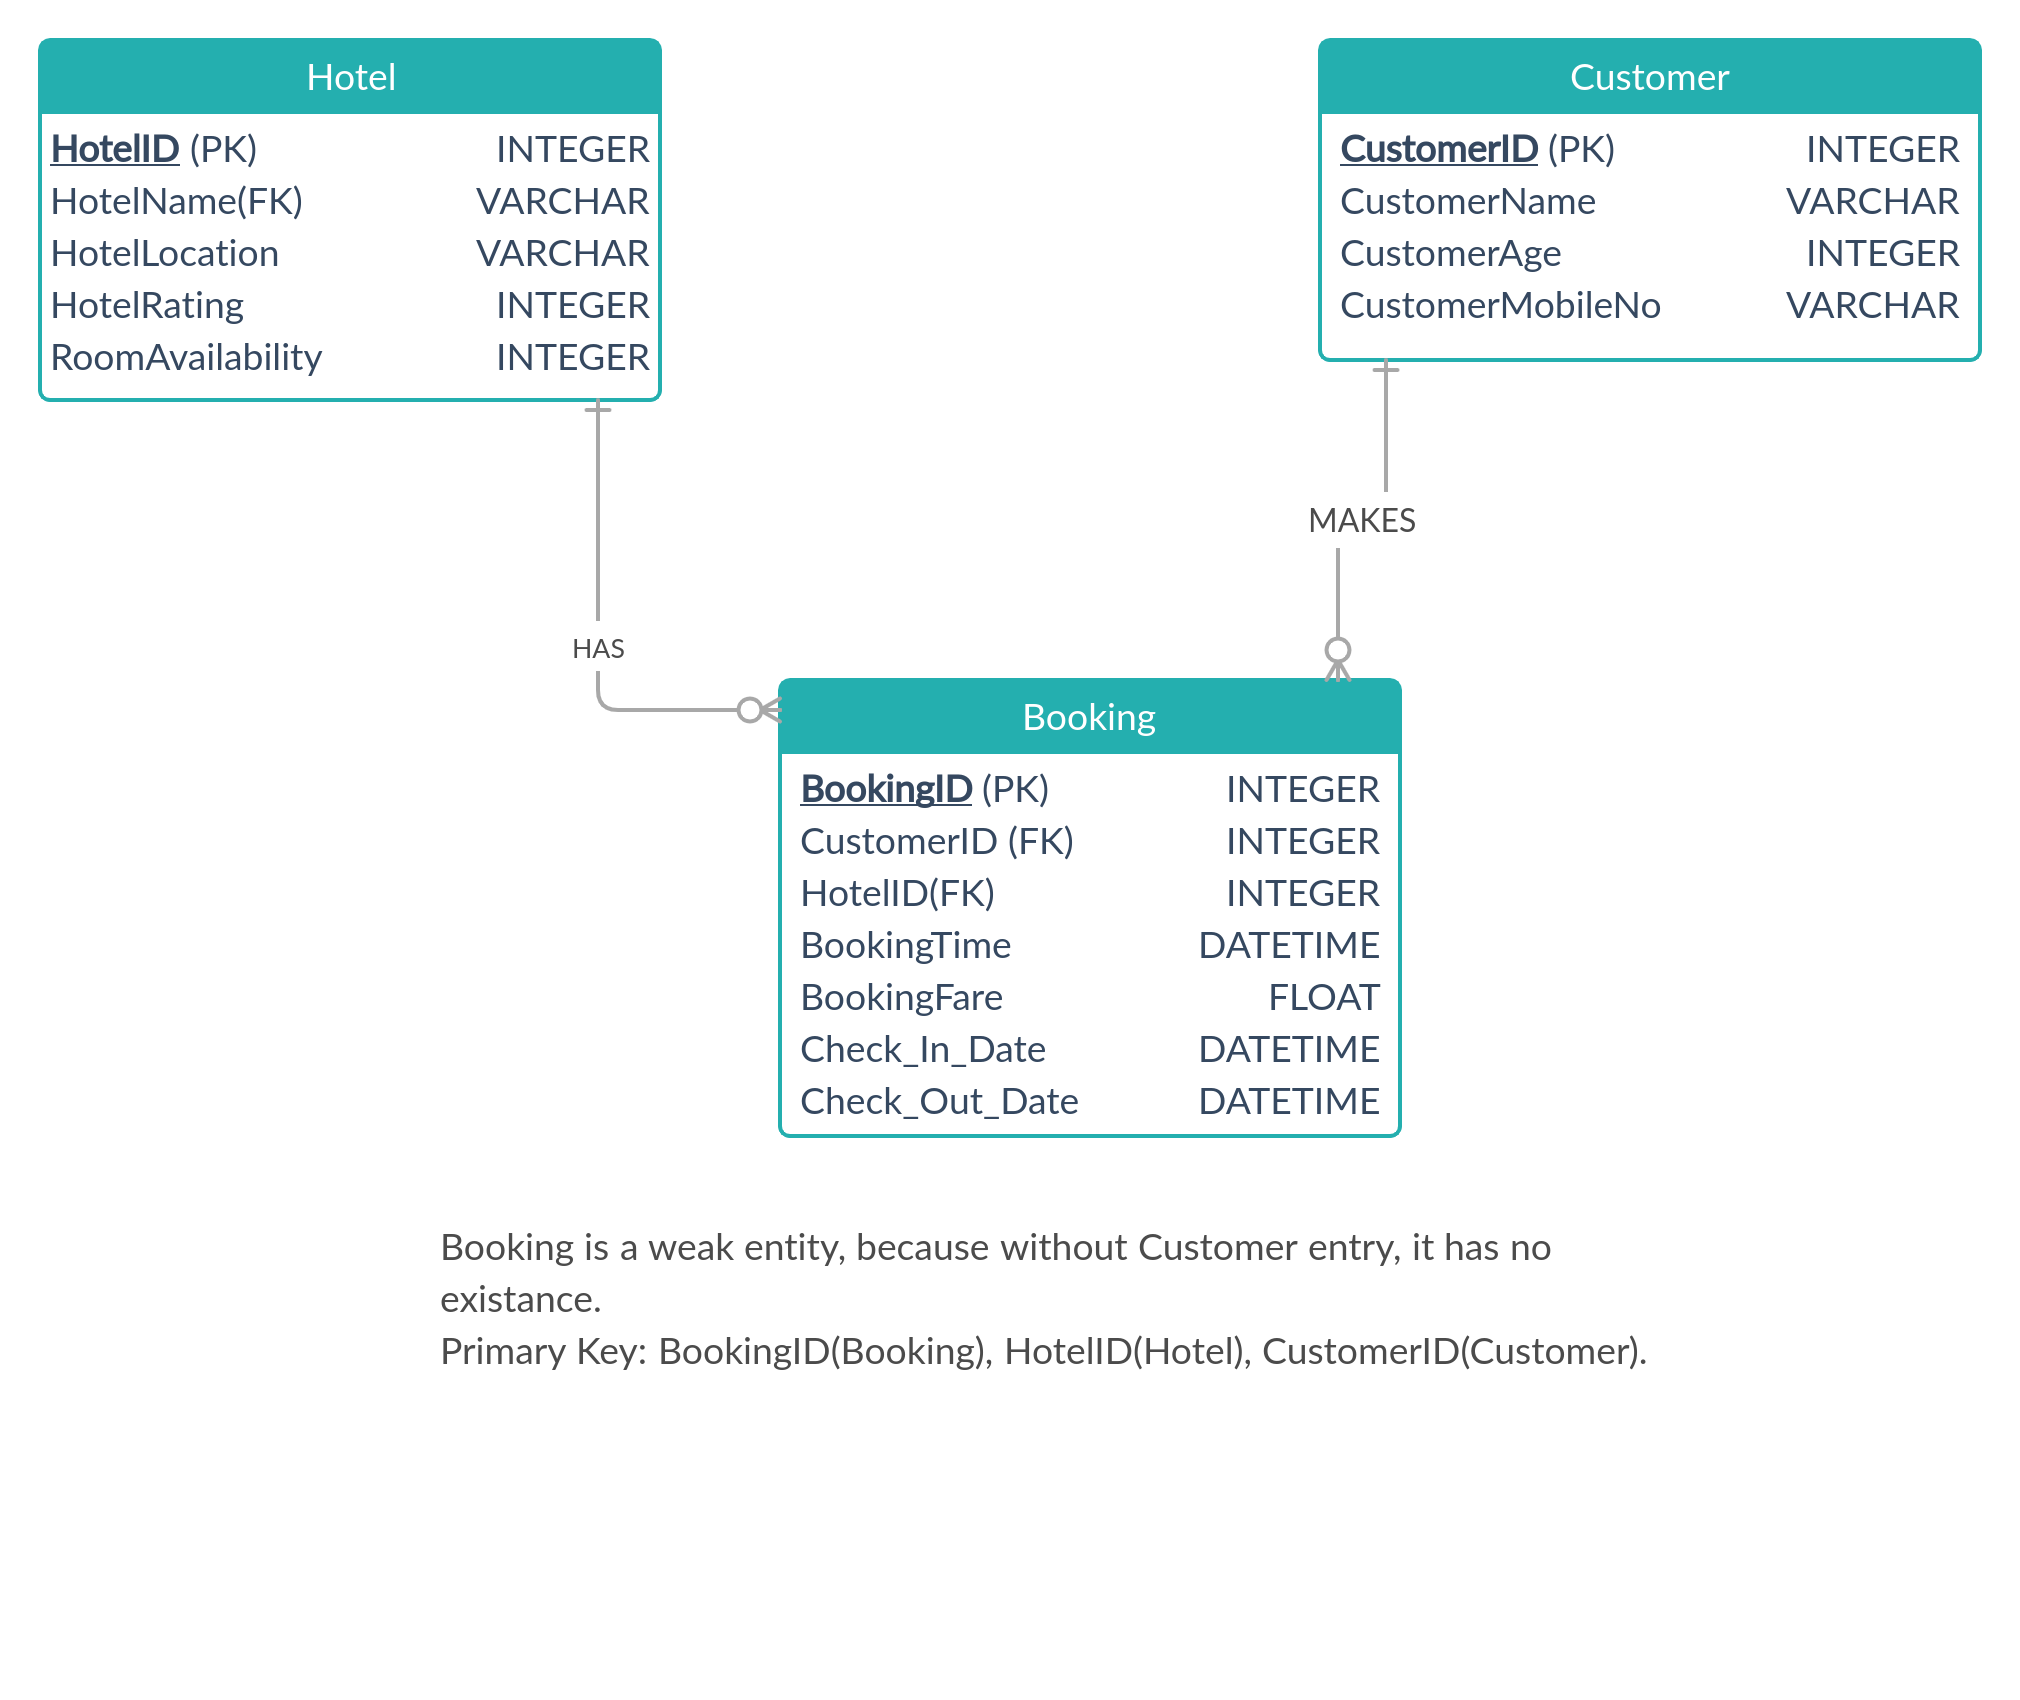 Hotel
HotelID (PK) INTEGER
HotelName(FK) VARCHAR
HotelLocation VARCHAR
HotelRating INTEGER
RoomAvailability INTEGER
Customer
CustomerID (PK) INTEGER
CustomerName VARCHAR
CustomerAge INTEGER
CustomerMobileNo VARCHAR
MAKES
HAS
Booking
BookingID (PK) INTEGER
CustomerID (FK) INTEGER
HotelID(FK) INTEGER
BookingTime DATETIME
BookingFare FLOAT
Check_In_Date DATETIME
Check_Out_Date DATETIME
Booking is a weak entity, because without Customer entry, it has no
existance.
Primary Key: BookingID(Booking), HotelID(Hotel), CustomerID(Customer).